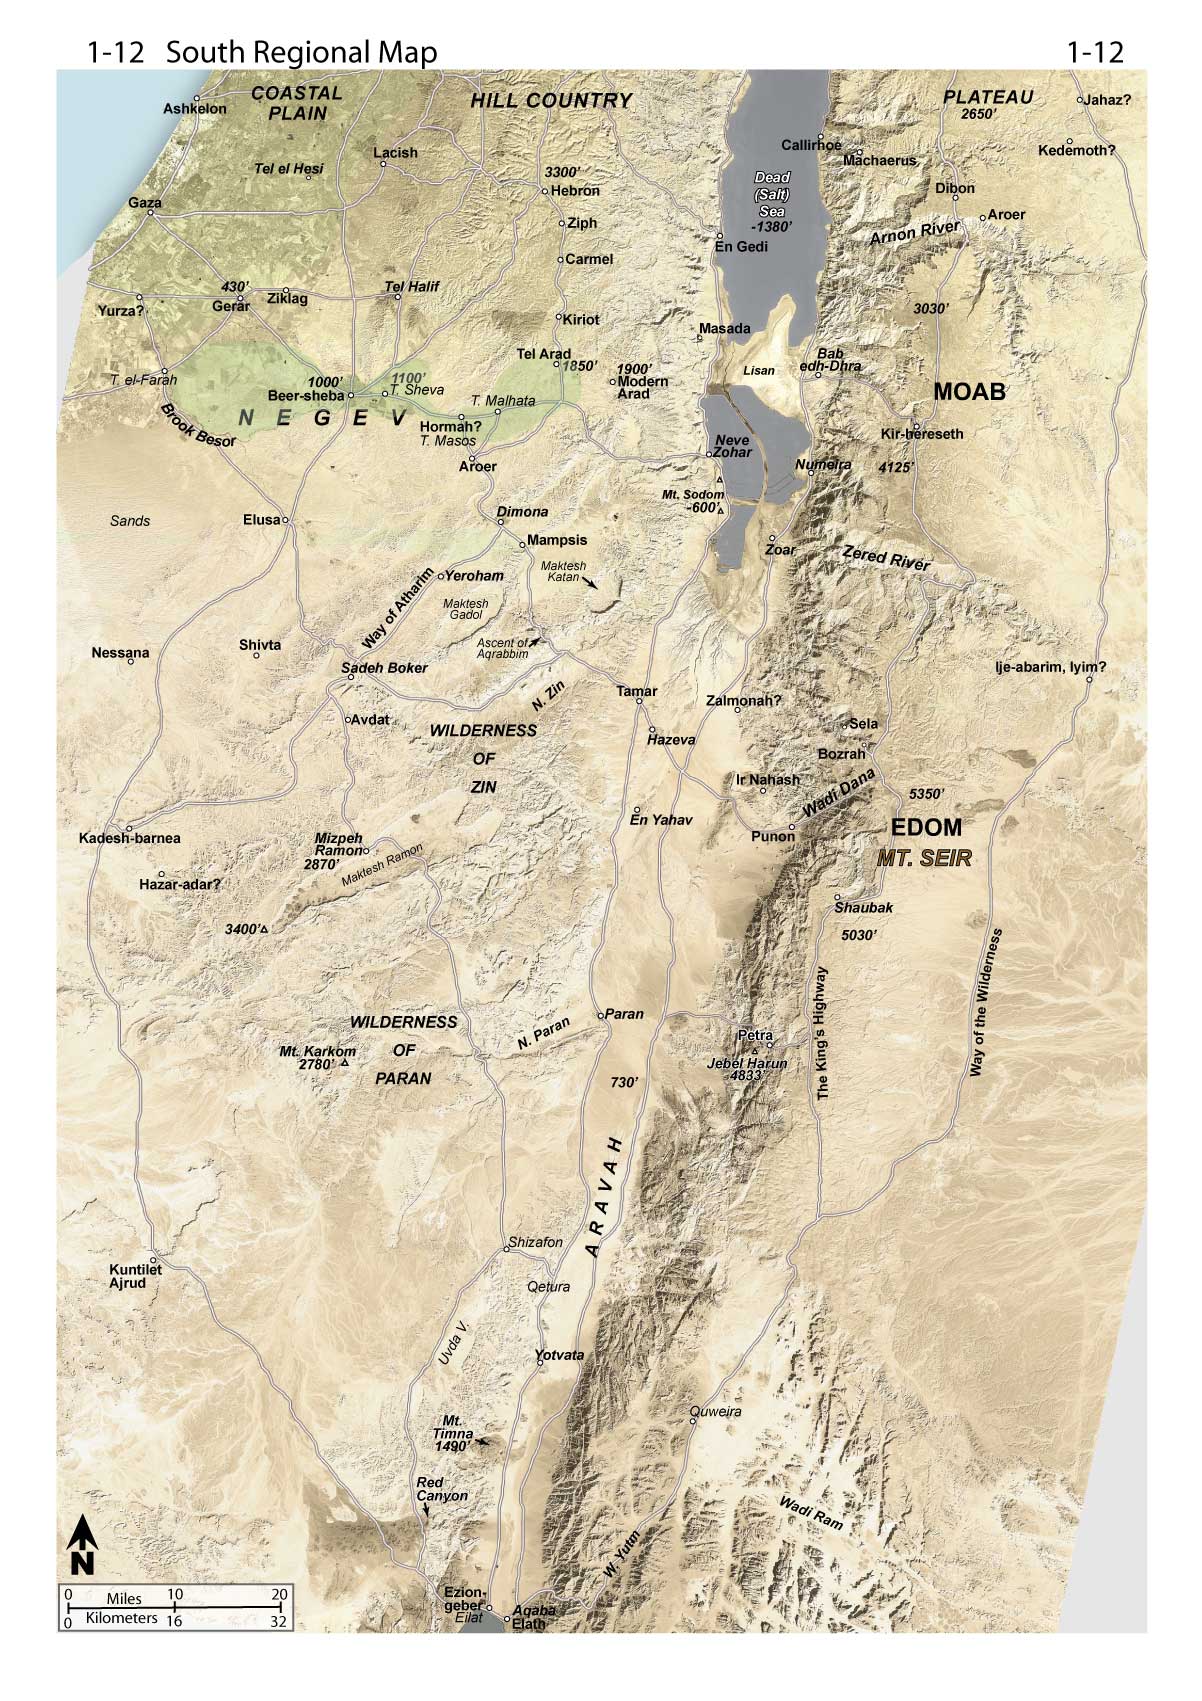 1-12 South Regional Map
1-12
COASTAL
PLAIN
HILL COUNTRY
PLATEAU
2650'
Jahaz?
Ashkelon
Callirhoe
Machaerus
Kedemoth?
Lacish
Tel el Hesi
3300'
Hebron
Dead
(Salt)
Sea
-1380'
Dibon
Aroer
Gaza
Ziph
Arnon River
En Gedi
Carmel
430'
Gerar
Ziklag
Tel Halif
Yurza?
Kiriot
3030'
Masada
Tel Arad
1850'
Bab
edh-Dhra
Lisan
1900'
Modern
Arad
T. el-Farah
1000'
Beer-sheba
1100'
T. Sheva
MOAB
T. Malhata
NEGEV
Hormah?
T. Masos
Brook Besor
Kir-hereseth
Neve
Zohar
Aroer
Numeira
4125'
Mt. Sodom
-600'
Sands
Elusa
Dimona
Mampsis
Zoar
Zered River
Maktesh
Katan
Yeroham
Way of Atharim
Maktesh
Gadol
Shivta
Nessana
Ascent of
Aqrabbim
Sadeh Boker
Ije-abarim, Iyim?
N. Zin
Tamar
Zalmonah?
Avdat
WILDERNESS
OF
ZIN
Sela
Hazeva
Bozrah
Ir Nahash
Wadi Dana
5350'
En Yahav
EDOM
MT. SEIR
Kadesh-barnea
Punon
Mizpeh
Ramon
2870'
Maktesh Ramon
Hazar-adar?
Shaubak
3400'
5030'
The King's Highway
Way of the Wilderness
WILDERNESS
OF
PARAN
Paran
N. Paran
Petra
Jebel Harun
4833'
Mt. Karkom
2780'
730'
ARAVAH
Shizafon
Kuntilet
Ajrud
Qetura
Uvda V.
Yotvata
Quweira
Mt.
Timna
1490'
Red
Canyon
Wadi Ram
N
W. Yutm
0 Miles 10 20
0 Kilometers 16 32
Ezion-
geber
Eilat
Aqaba
Elath